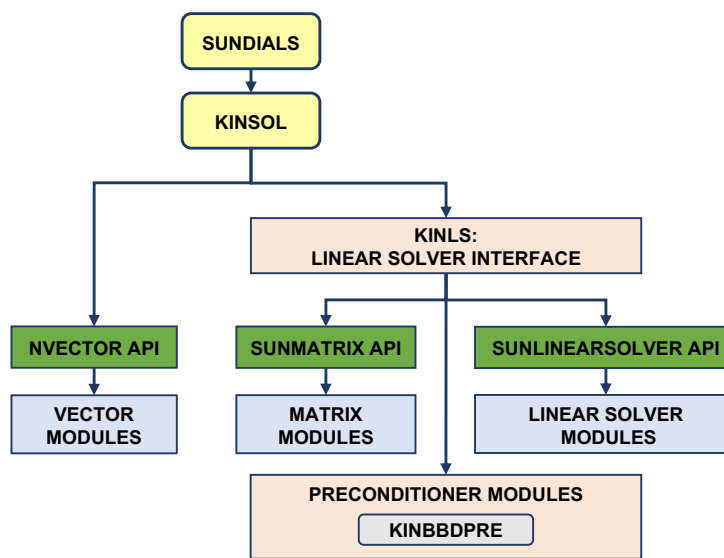 SUNDIALS
KINSOL
KINLS:
LINEAR SOLVER INTERFACE
NVECTOR API
SUNMATRIX API
SUNLINEARSOLVER API
VECTOR
MODULES
MATRIX
MODULES
LINEAR SOLVER
MODULES
PRECONDITIONER MODULES
KINBBDPRE